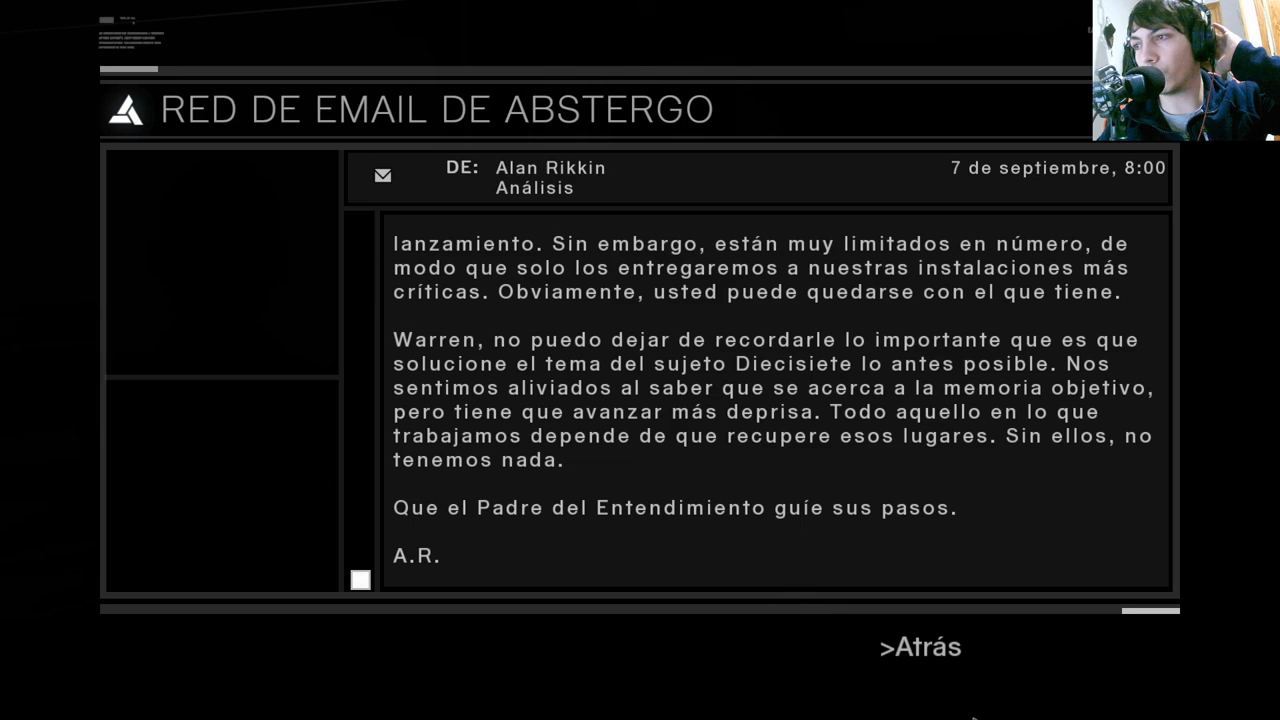 RED DE EMAIL DE ABSTERGO
DE: Alan Rikkin 7 de septiembre, 8:00
Análisis
lanzamiento. Sin embargo, están muy limitados en número, de
modo que solo los entregaremos a nuestras instalaciones más
críticas. Obviamente, usted puede quedarse con el que tiene.
Warren, no puedo dejar de recordarle lo importante que es que
solucione el tema del sujeto Diecisiete lo antes posible. Nos
sentimos aliviados al saber que se acerca a la memoria objetivo,
pero tiene que avanzar más deprisa. Todo aquello en lo que
trabajamos depende de que recupere esos lugares. Sin ellos, no
tenemos nada.
Que el Padre del Entendimiento guíe sus pasos.
A.R.
>Atrás